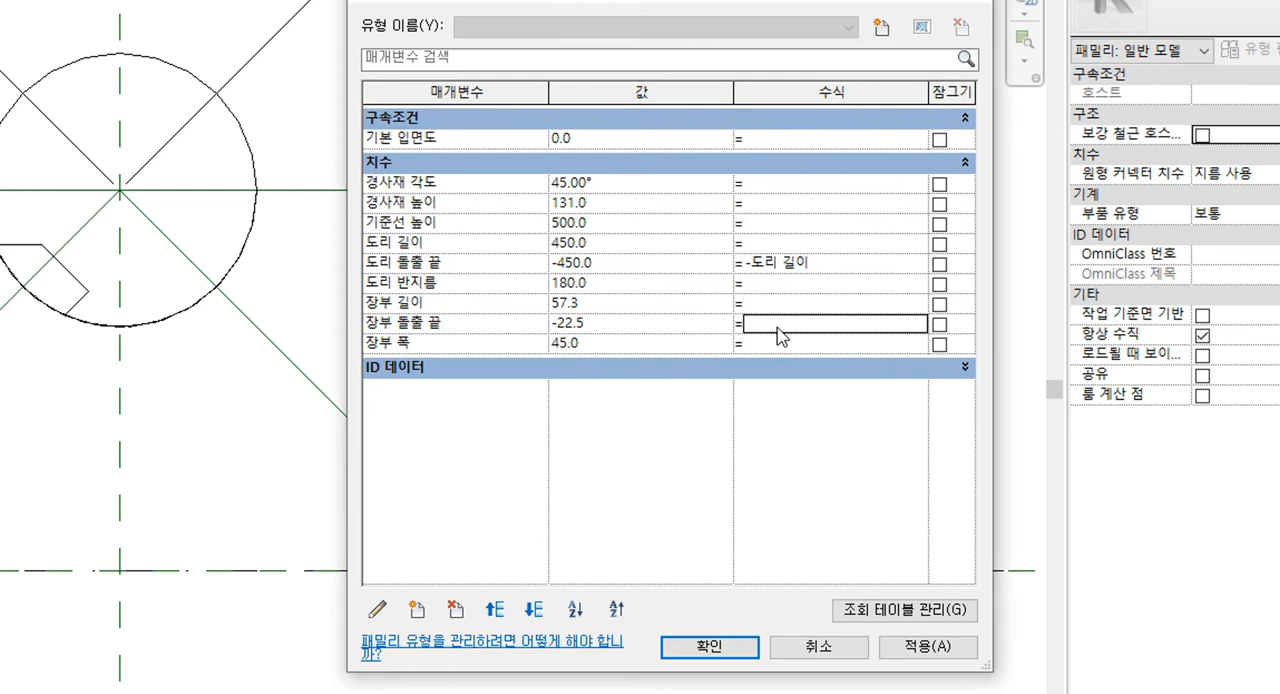 유형 이름(Y):
매개변수 검색
매개변수 값 수식 잠그기
구속조건
기본 입면도 0.0 =
치수
경사재 각도 45.00° =
경사재 높이 131.0 =
기준선 높이 500.0 =
도리 길이 450.0 =
도리 돌출 끝 -450.0 = -도리 길이
도리 반지름 180.0 =
장부 길이 57.3 =
장부 돌출 끝 -22.5 =
장부 폭 45.0 =
ID 데이터
조회 테이블 관리(G)
패밀리 유형을 관리하려면 어떻게 해야 합니
까?
확인 취소 적용(A)
패밀리: 일반 모델 유형
구속조건
호스트
구조
보강 철근 호스...
치수
원형 커넥터 치수 지름 사용
기계
부품 유형 보통
ID 데이터
OmniClass 번호
OmniClass 제목
기타
작업 기준면 기반
항상 수직
로드될 때 보이...
공유
룸 계산 점